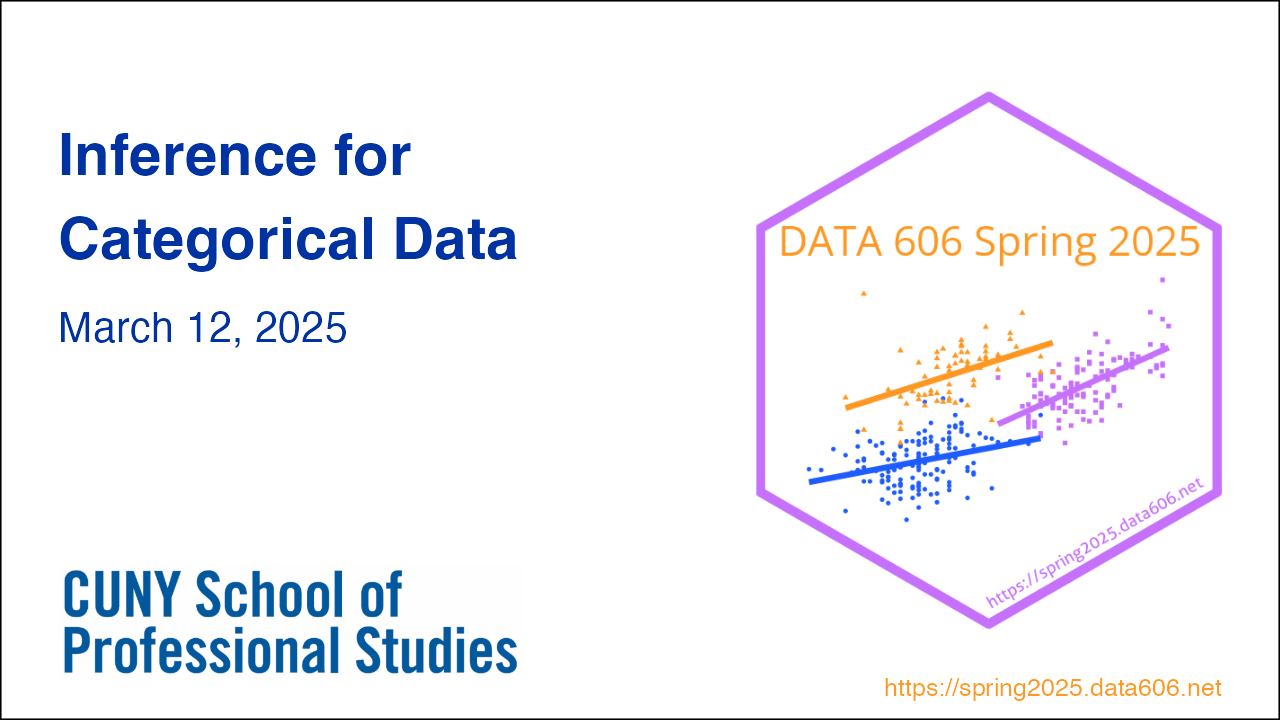 Inference for
Categorical Data
March 12, 2025
DATA 606 Spring 2025
https://spring2025.data606.net
CUNY School of
Professional Studies
https://spring2025.data606.net